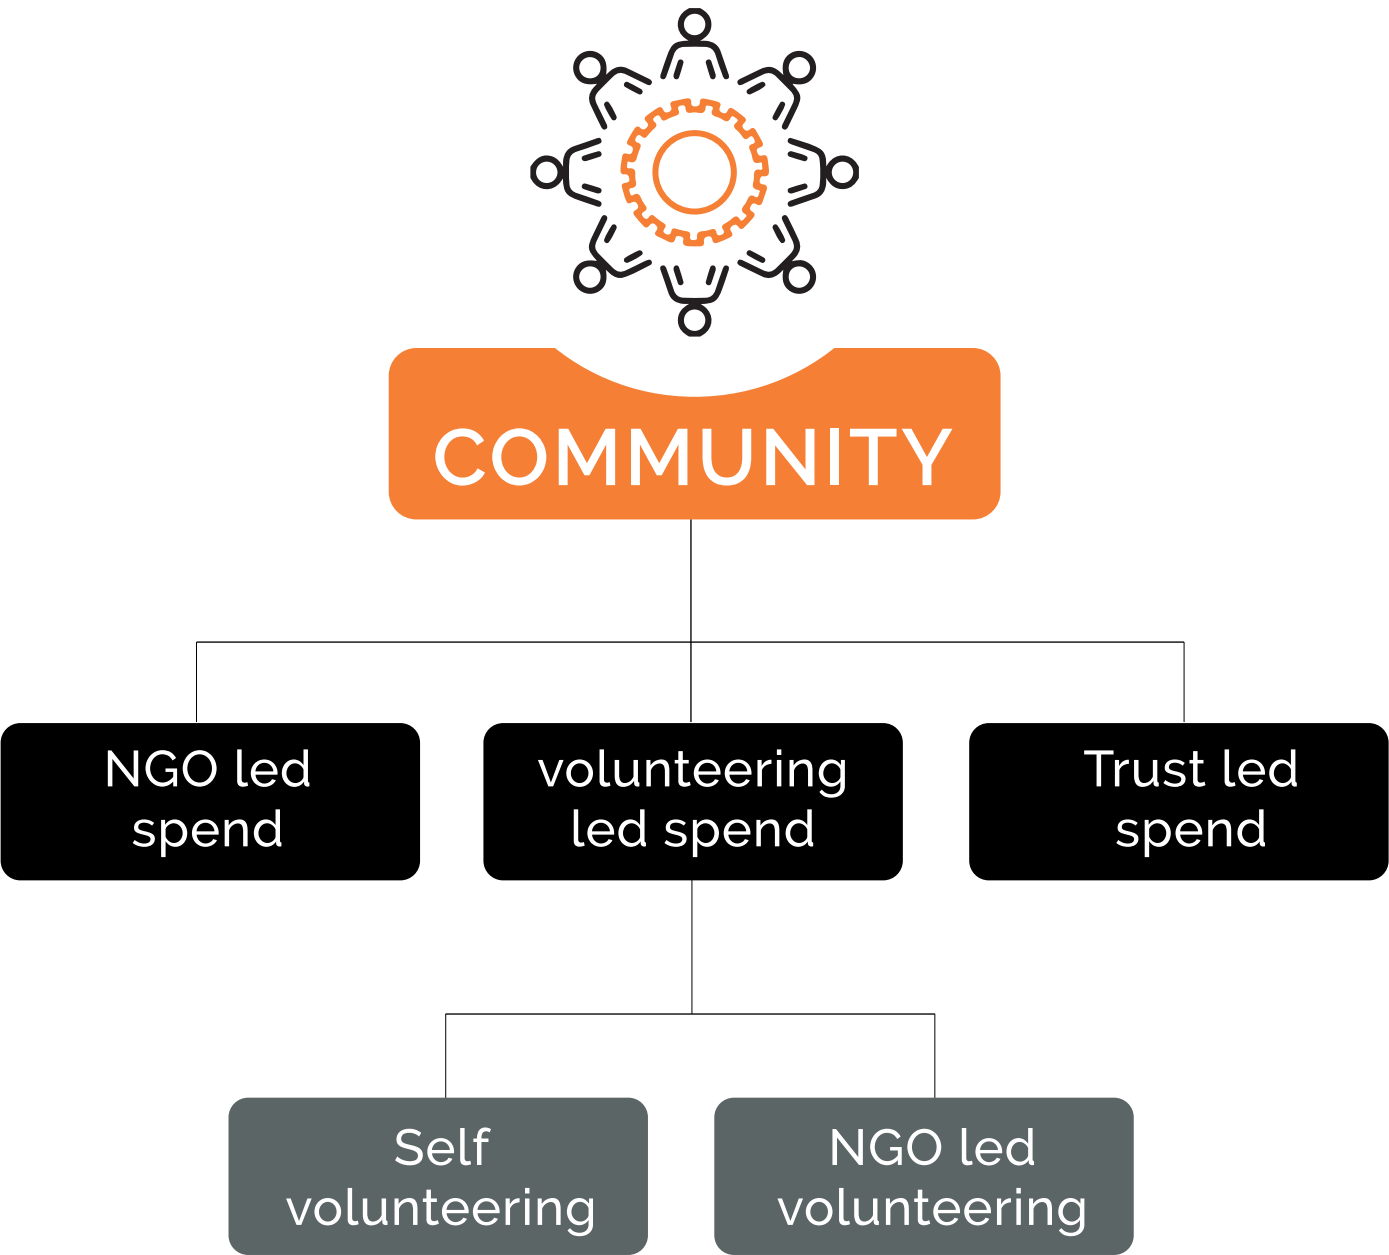 COMMUNITY
NGO led
spend
volunteering
led spend
Trust led
spend
Self
volunteering
NGO led
volunteering